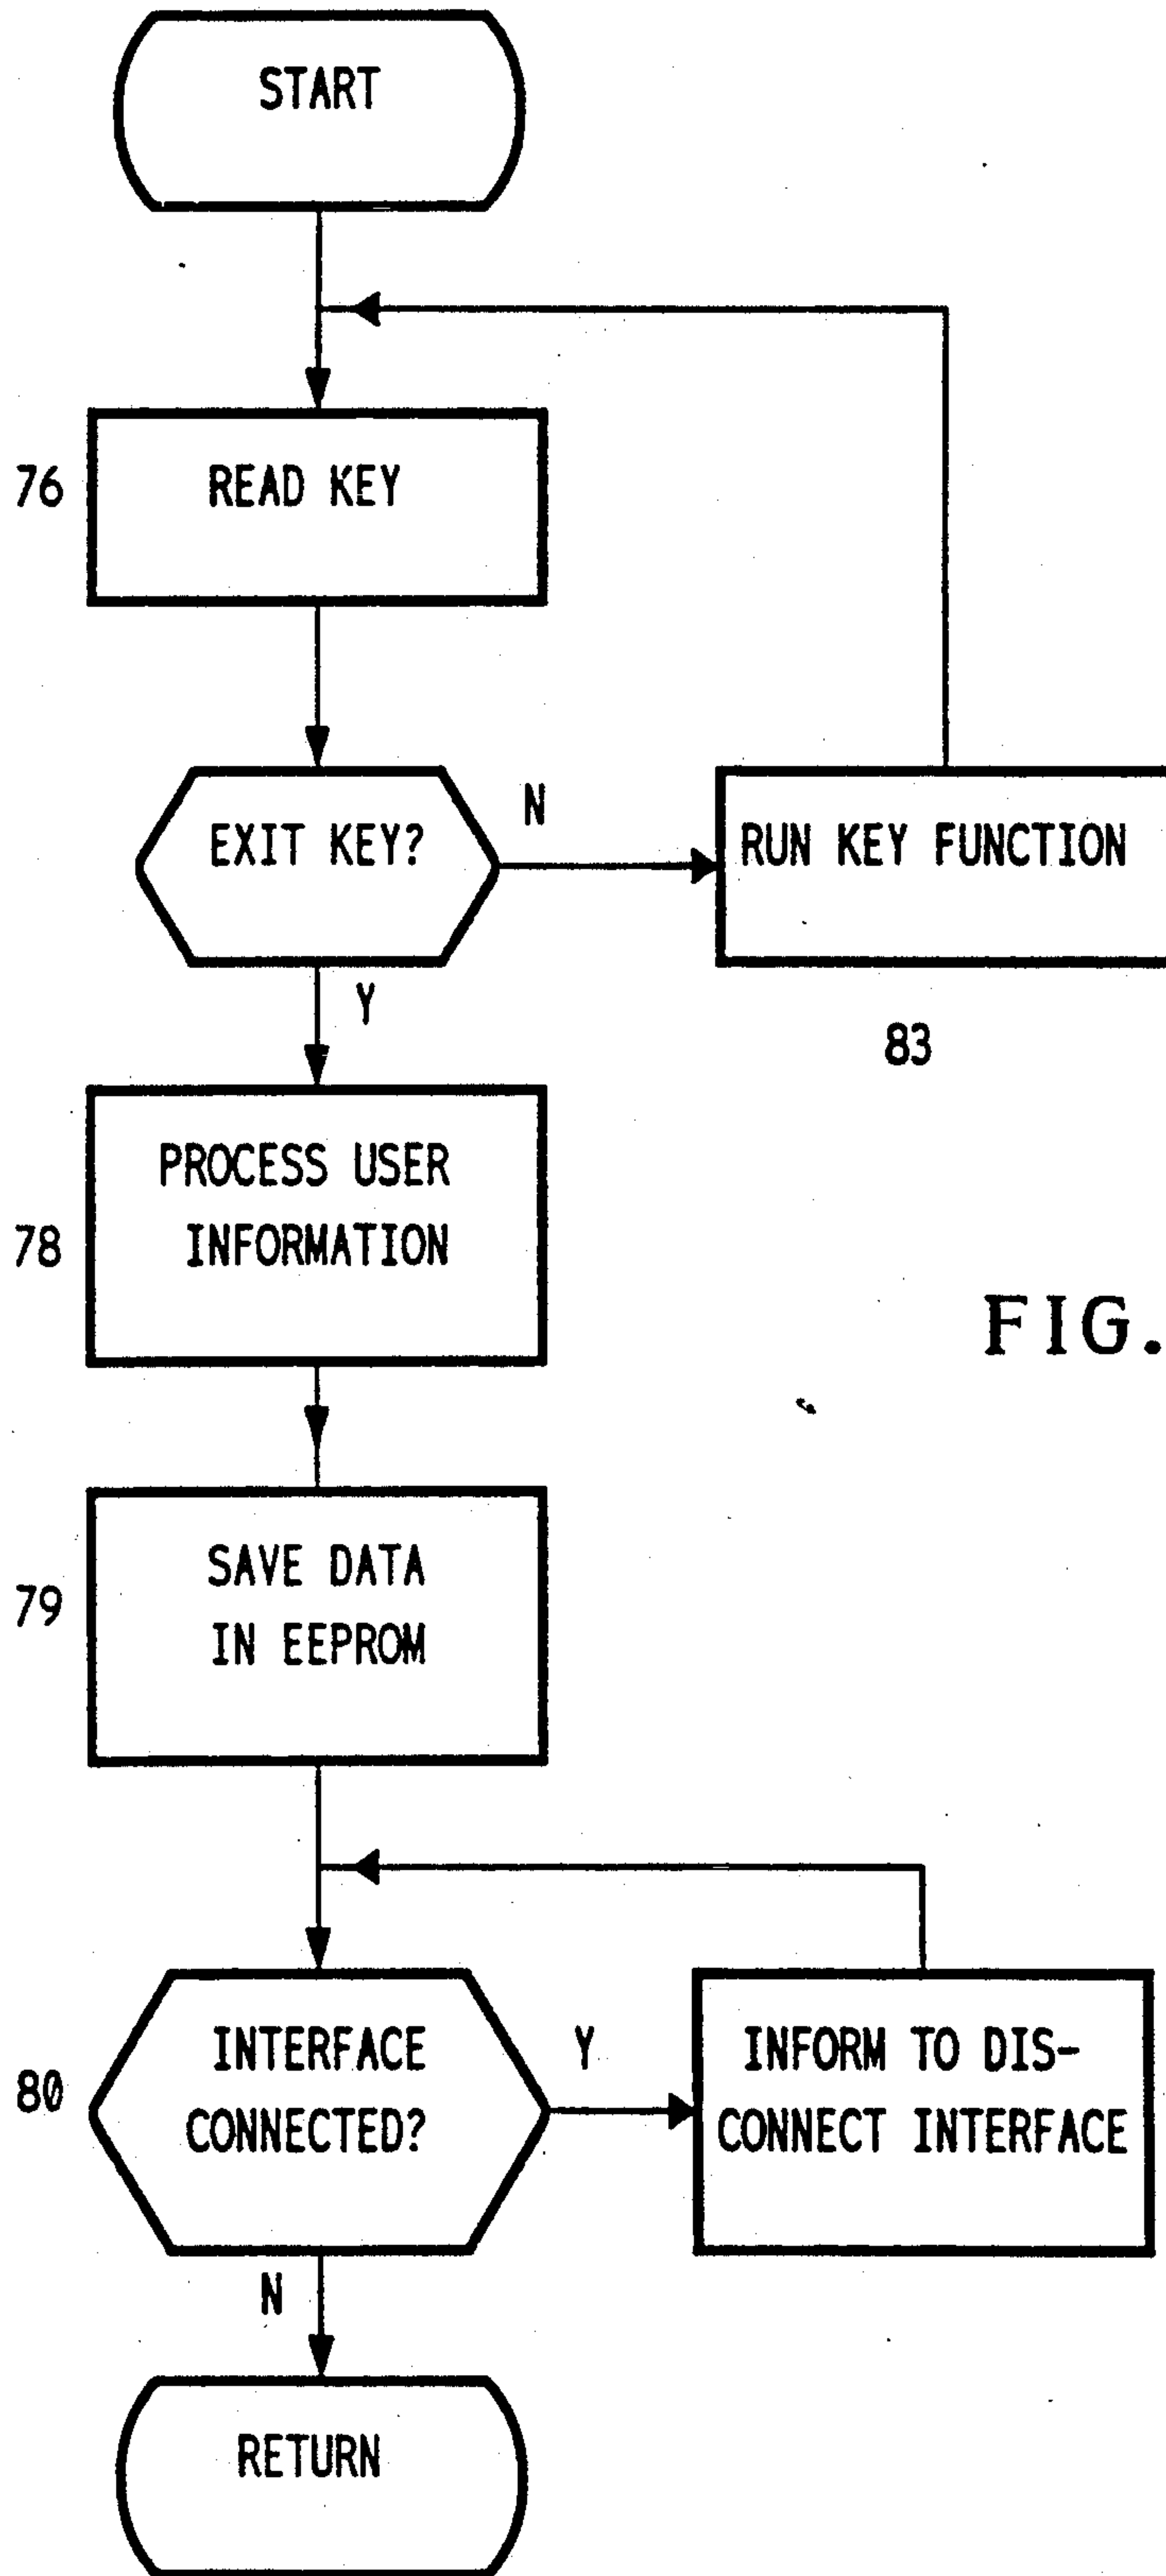 START
76
READ KEY
EXIT KEY?
N
RUN KEY FUNCTION
Y
83
PROCESS USER
78
INFORMATION
FIG.
SAVE DATA
79
IN EEPROM
INTERFACE
Y
INFORM TO DIS-
80
CONNECTED?
CONNECT INTERFACE
N
RETURN